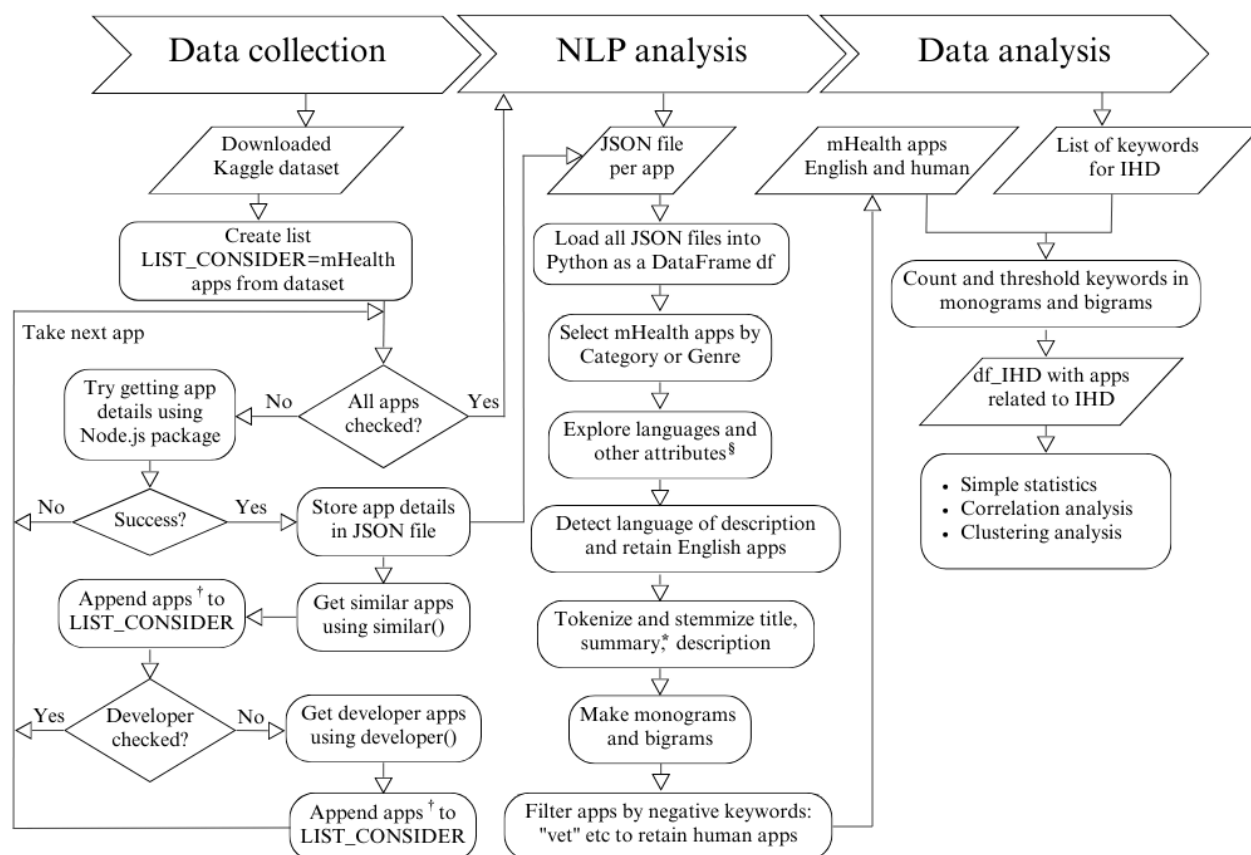 Data collection
NLP analysis
Data analysis
Downloaded
Kaggle dataset
Create list
LIST_CONSIDER=mHealth
apps from dataset
Take next app
All apps
checked?
No
Yes
Try getting app
details using
Node.js package
Success?
No
Yes
Store app details
in JSON file
Get similar apps
using similar()
Append apps † to
LIST_CONSIDER
Developer
checked?
Yes
No
Get developer apps
using developer()
Append apps † to
LIST_CONSIDER
JSON file
per app
Load all JSON files into
Python as a DataFrame df
Select mHealth apps by
Category or Genre
Explore languages and
other attributes§
Detect language of description
and retain English apps
Tokenize and stemmize title,
summary,* description
Make monograms
and bigrams
Filter apps by negative keywords:
"vet" etc to retain human apps
mHealth apps
English and human
List of keywords
for IHD
Count and threshold keywords in
monograms and bigrams
df_IHD with apps
related to IHD
• Simple statistics
• Correlation analysis
• Clustering analysis